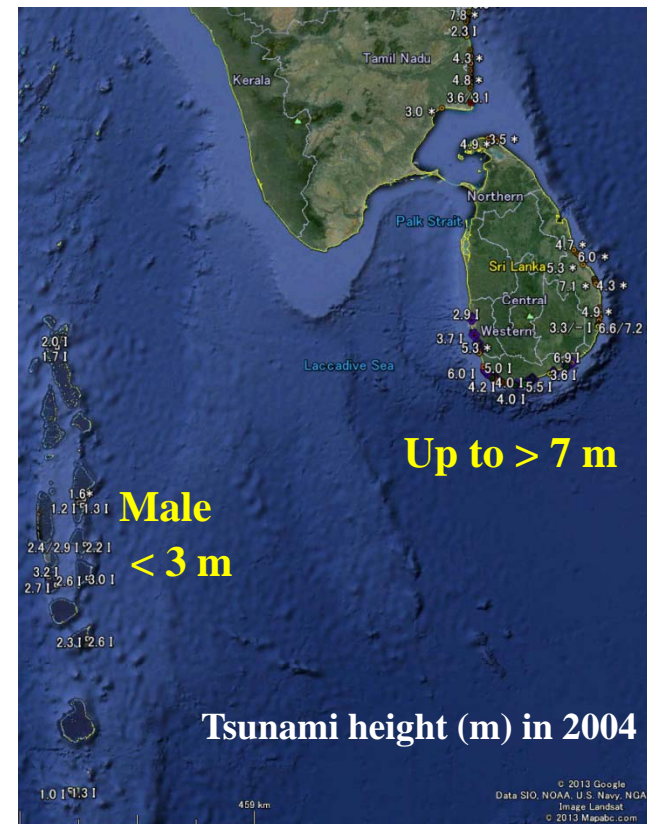 7.8 *
2.3 I
Tamil Nadu 4.3 *
Kerala 4.8 *
3.6/3.1
3.0 *
4.9 * 3.5 *
Northern
Palk Strait
4.7 *
6.0 *
Sri Lanka 5.3 *
7.1 * 4.3 *
Central
2.9 I 4.9 *
Western 3.3/- I 6.6/7.2
3.7 I
5.3 *
6.9 I
6.0 I 5.0 I 3.6 I
4.2 I 4.0 I 5.5 I
4.0 I
2.0 I
1.7 I
Laccadive Sea
Up to > 7 m
1.6*
1.2 I 1.3 I
Male
< 3 m
2.4/2.9 I 2.2 I
3.2 I
2.7 I 2.6 I 3.0 I
2.3 I 2.6 I
Tsunami height (m) in 2004
1.0 I 1.3 I
459 km
© 2013 Google
Data SIO, NOAA, U.S. Navy, NGA
Image Landsat
© 2013 Mapabc.com